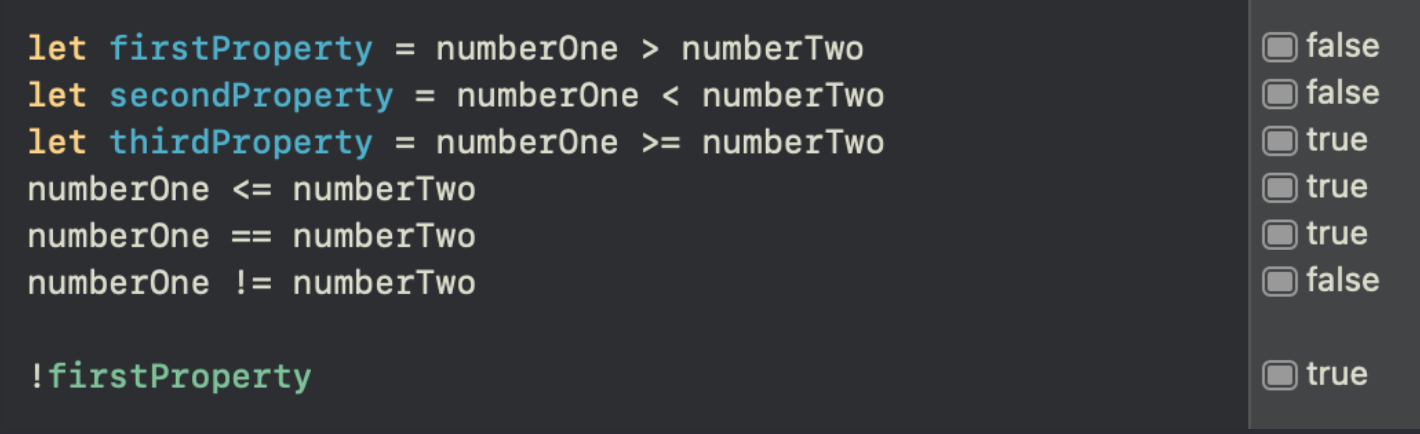 let firstProperty = numberOne > numberTwo false
let secondProperty = numberOne < numberTwo false
let thirdProperty = numberOne >= numberTwo true
numberOne <= numberTwo true
numberOne == numberTwo true
numberOne != numberTwo false
!firstProperty true